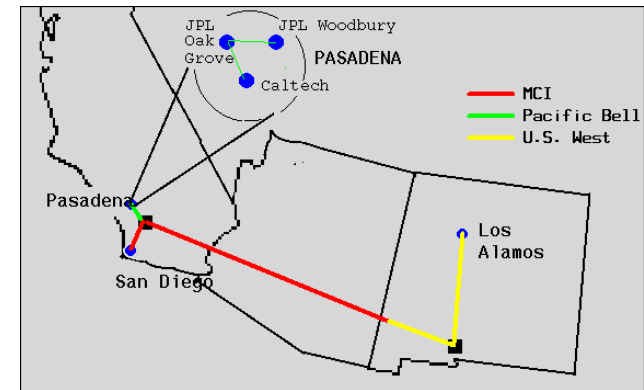 JPL
Oak
Grove
JPL Woodbury
PASADENA
Caltech
MCI
Pacific Bell
U.S. West
Pasadena
San Diego
Los
Alamos